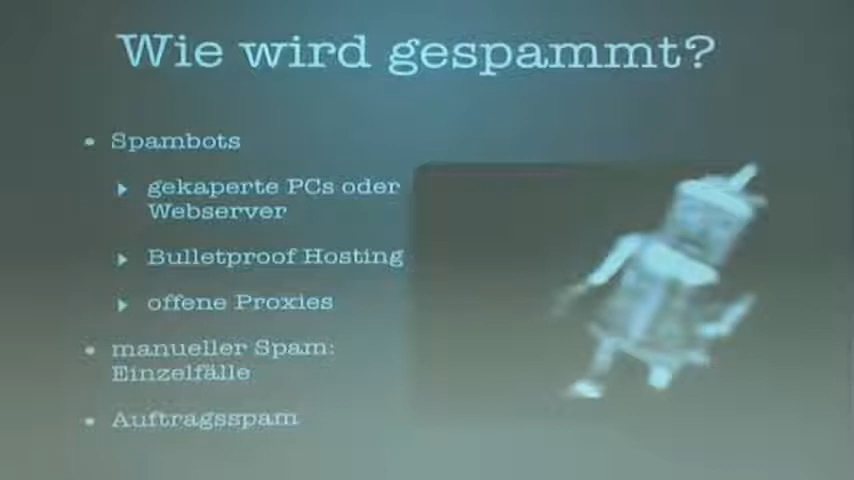 Wie wird gespammt?
• Spambots
▸ gekaperte PCs oder
Webserver
▸ Bulletproof Hosting
▸ offene Proxies
• manueller Spam:
Einzelfälle
• Auftragsspam